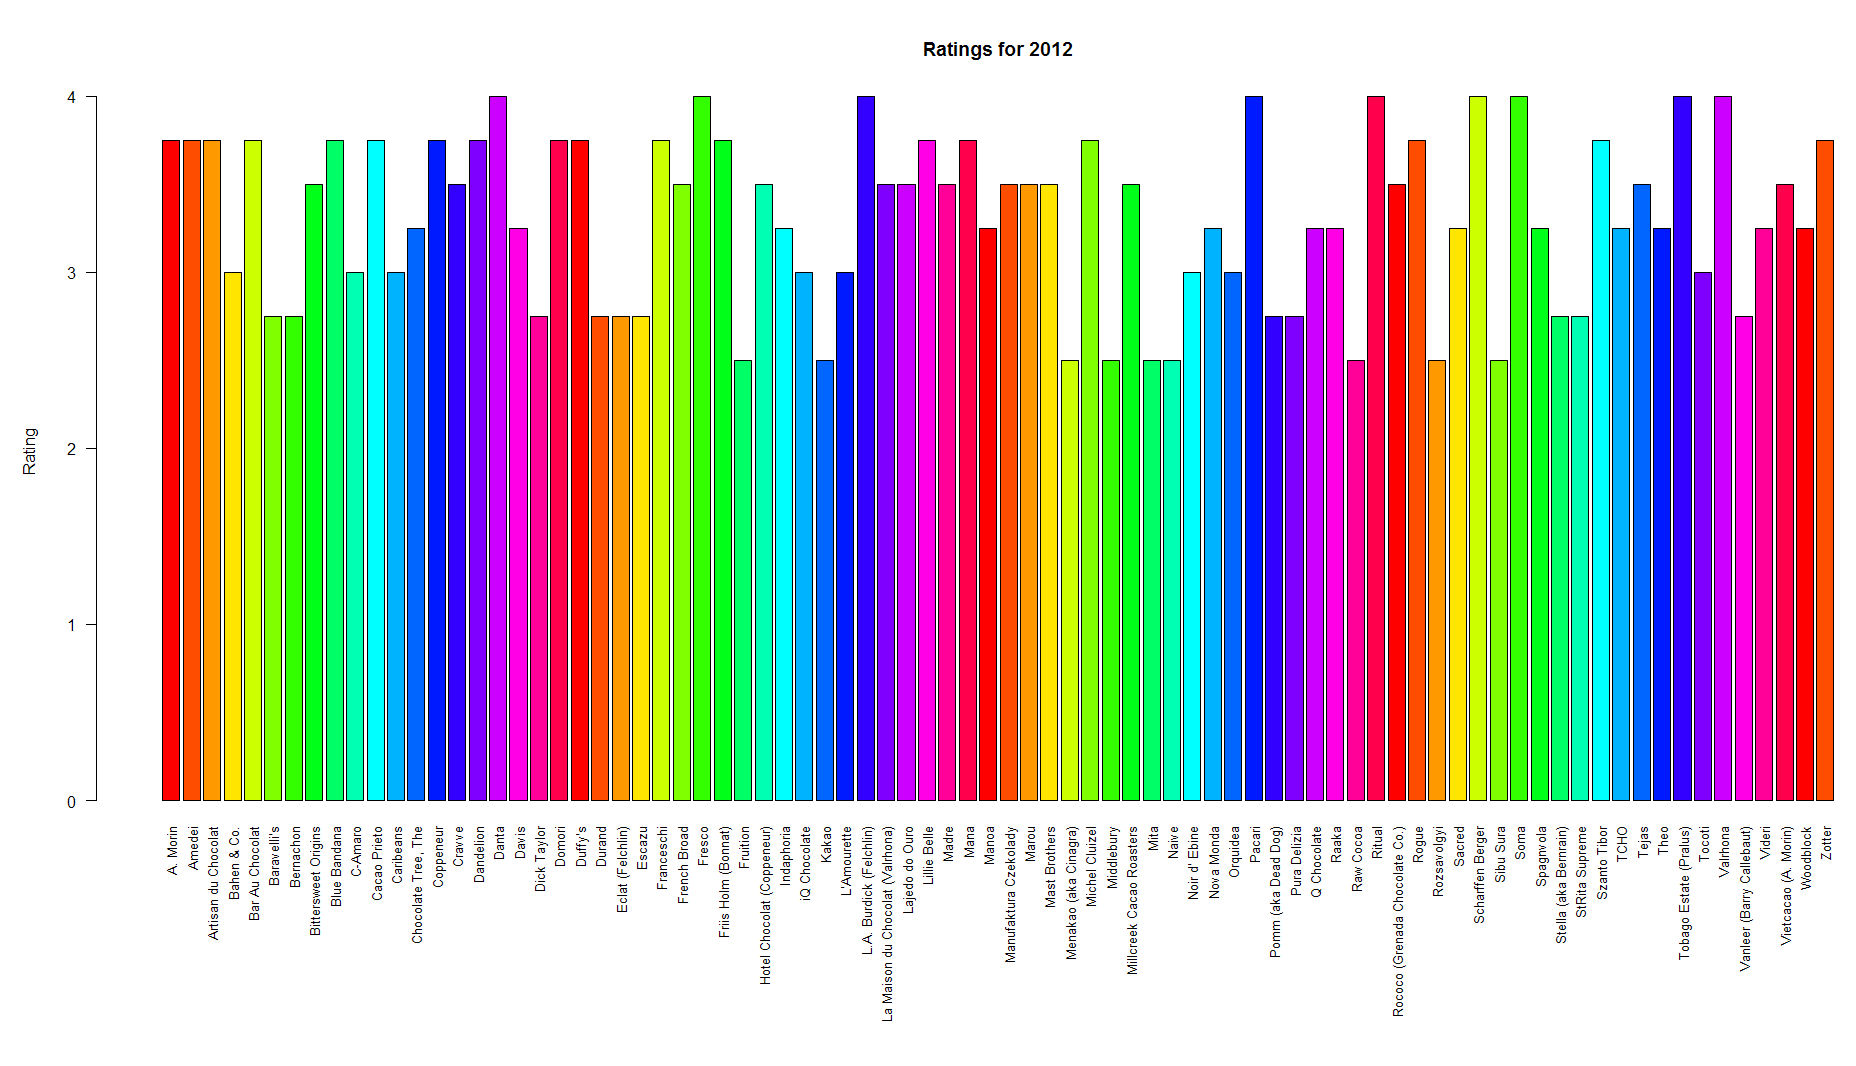 Ratings for 2012
Rating
4
3
2
1
0
A. Morin
Amedei
Artisan du Chocolat
Bahen & Co.
Bar Au Chocolat
Baravelli's
Bernachon
Bittersweet Origins
Blue Bandana
C-Amaro
Cacao Prieto
Caribeans
Chocolate Tree, The
Coppeneur
Crave
Dandelion
Danta
Davis
Dick Taylor
Domori
Duffy's
Durand
Eclat (Felchlin)
Escazu
Franceschi
French Broad
Fresco
Friis Holm (Bonnat)
Fruition
Hotel Chocolat (Coppeneur)
Indaphoria
iQ Chocolate
Kakao
L'Amourette
L.A. Burdick (Felchlin)
La Maison du Chocolat (Valrhona)
Lajedo do Ouro
Lillie Belle
Madre
Mana
Manoa
Manufaktura Czekolady
Marou
Mast Brothers
Menakao (aka Cinagra)
Michel Cluizel
Middlebury
Millcreek Cacao Roasters
Mita
Naive
Noir d' Ebine
Nova Monda
Orquidea
Pacari
Pomm (aka Dead Dog)
Pura Delizia
Q Chocolate
Raaka
Raw Cocoa
Ritual
Rococo (Grenada Chocolate Co.)
Rogue
Rozsavolgyi
Sacred
Scharffen Berger
Sibu Sura
Soma
Spagnvola
Stella (aka Bernrain)
StRita Supreme
Szanto Tibor
TCHO
Tejas
Theo
Tobago Estate (Pralus)
Tocoti
Valrhona
Vanleer (Barry Callebaut)
Videri
Vietcacao (A. Morin)
Woodblock
Zotter